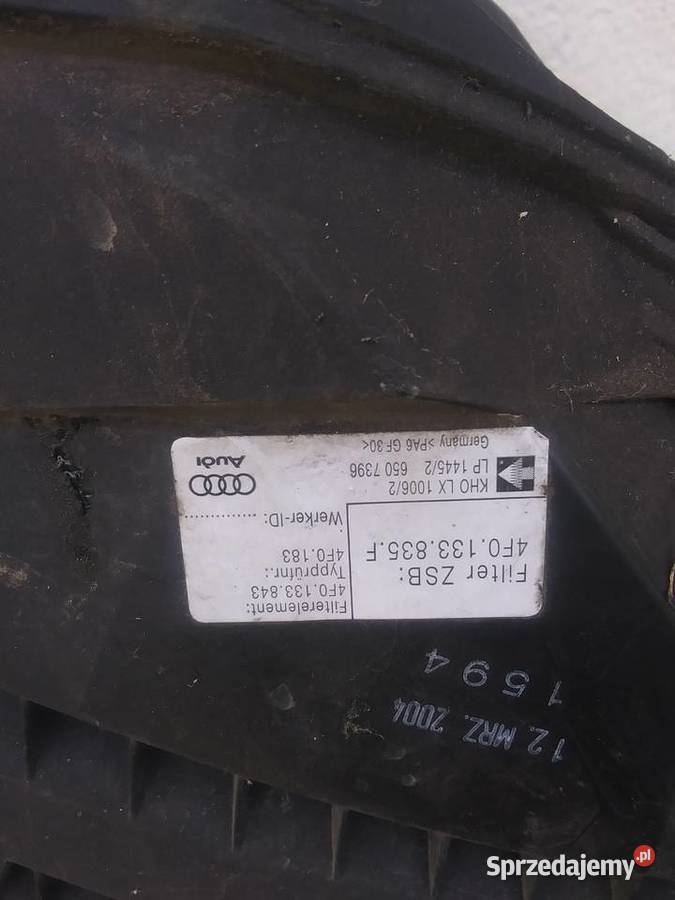 12. MRZ. 2004
1594
Filter ZSB:
4F0.133.835.F
Filterelement:
4F0.133.843
Typprüfnr.:
4F0.183
Werker-ID: ................
KHO LX 1006/2
LP 1445/2 650 7396
Germany >PA6 GF30<
Audi
Sprzedajemy.pl